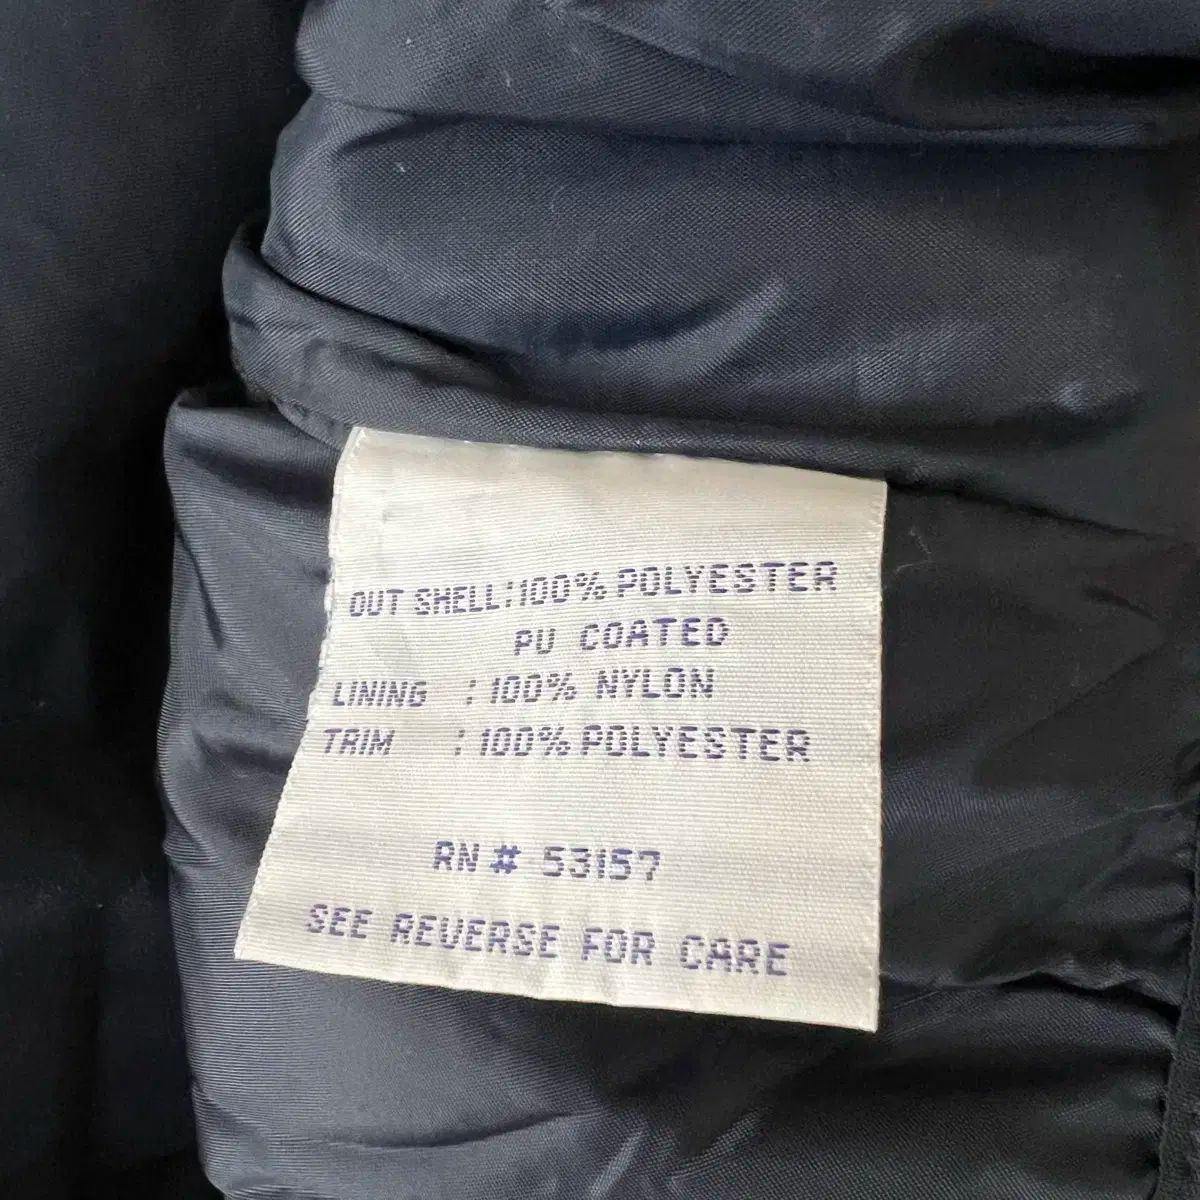 OUT SHELL:100% POLYESTER
PU COATED
LINING : 100% NYLON
TRIM : 100% POLYESTER
RN # 53157
SEE REVERSE FOR CARE